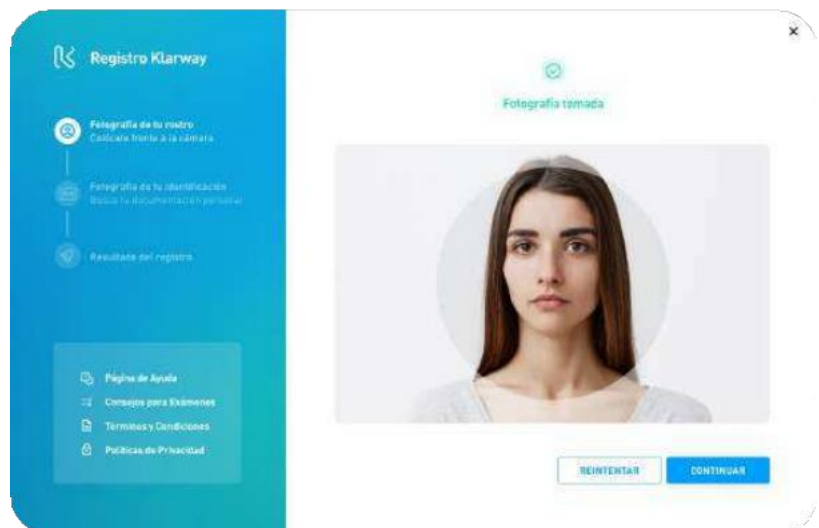 Registro Klarway
Fotografía de tu rostro
Colócate frente a la cámara
Fotografía de tu identificación
Busca tu documentación personal
Resultado del registro
Página de Ayuda
Consejos para Exámenes
Términos y Condiciones
Políticas de Privacidad
Fotografía tomada
REINTENTAR
CONTINUAR